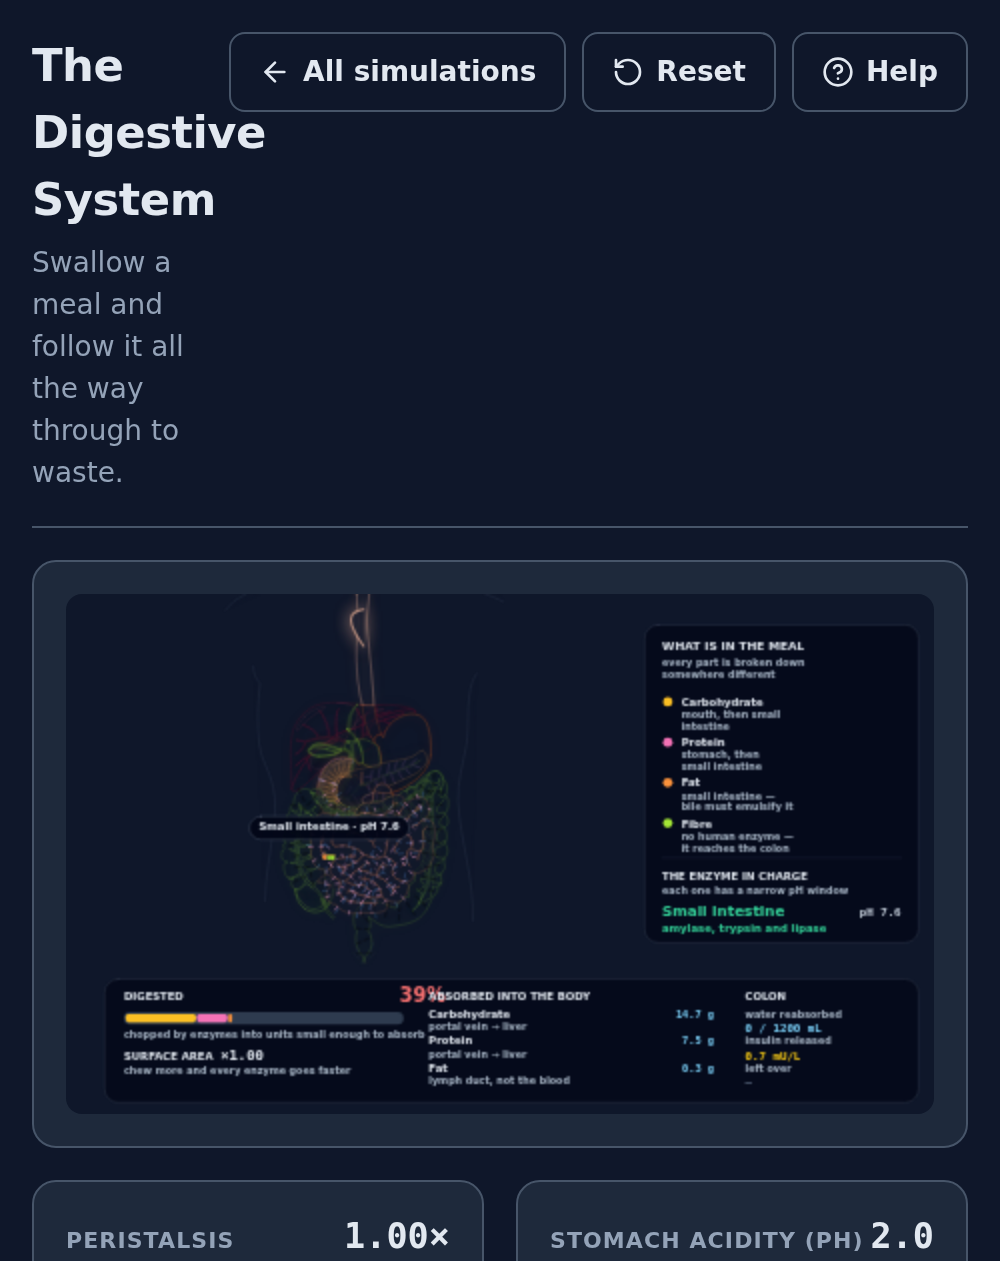 The
Digestive
System
Swallow a
meal and
follow it all
the way
through to
waste.
All simulations
Reset
Help
Small intestine · pH 7.6
WHAT IS IN THE MEAL
every part is broken down
somewhere different
Carbohydrate
mouth, then small
intestine
Protein
stomach, then
small intestine
Fat
small intestine —
bile must emulsify it
Fibre
no human enzyme —
it reaches the colon
THE ENZYME IN CHARGE
each one has a narrow pH window
Small intestine pH 7.6
amylase, trypsin and lipase
DIGESTED 39%
chopped by enzymes into units small enough to absorb
SURFACE AREA ×1.00
chew more and every enzyme goes faster
ABSORBED INTO THE BODY
Carbohydrate 14.7 g
portal vein → liver
Protein 7.5 g
portal vein → liver
Fat 0.3 g
lymph duct, not the blood
COLON
water reabsorbed
0 / 1200 mL
insulin released
0.7 mU/L
left over
—
PERISTALSIS 1.00×
STOMACH ACIDITY (PH) 2.0